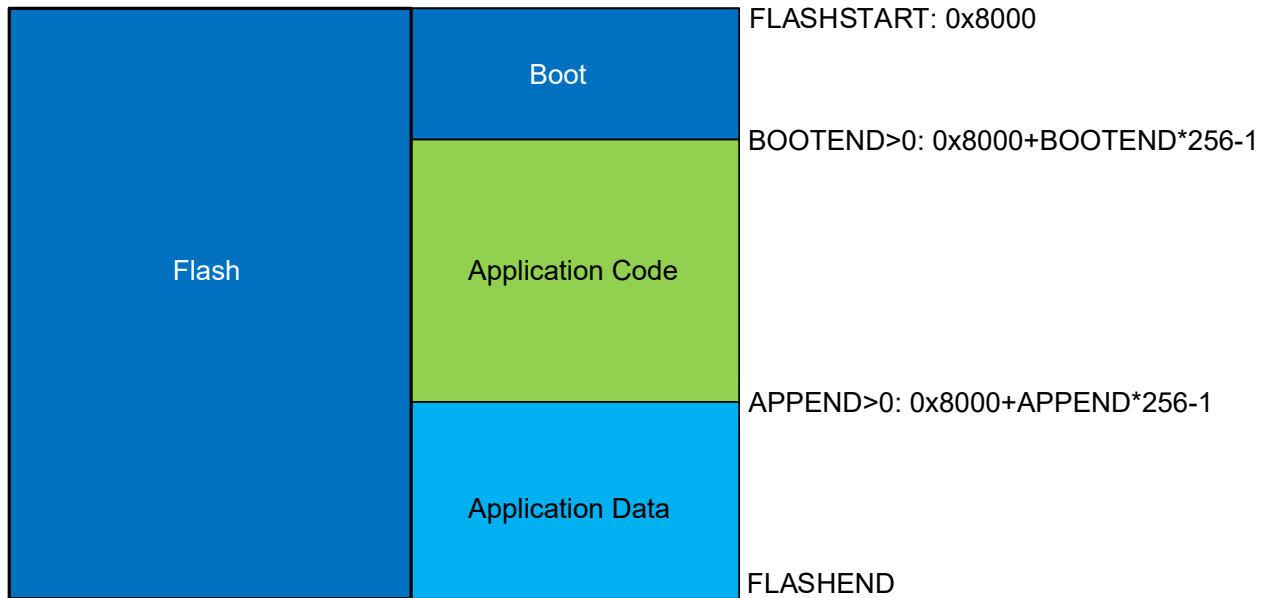 FLASHSTART: 0x8000
Boot
BOOTEND>0: 0x8000+BOOTEND*256-1
Flash
Application Code
APPEND>0: 0x8000+APPEND*256-1
Application Data
FLASHEND